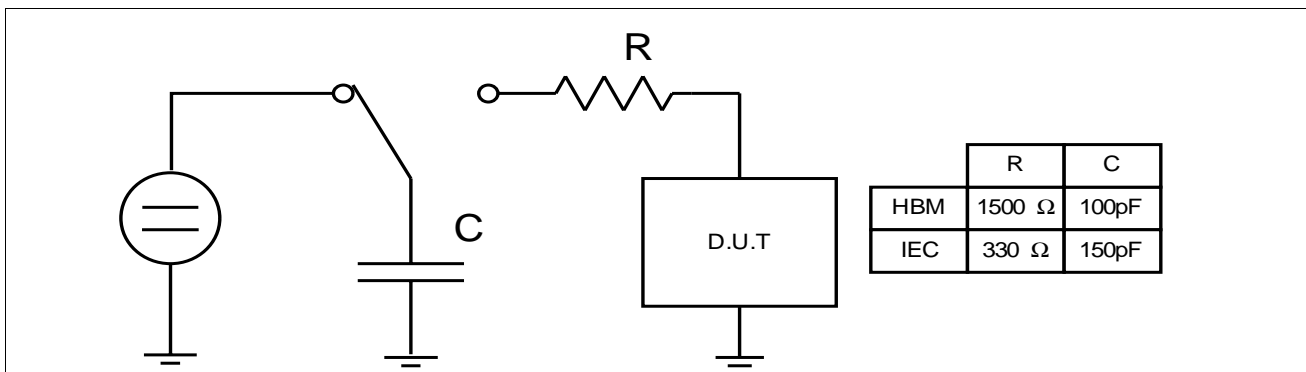 R
C
D.U.T
R C
HBM 1500 Ω 100pF
IEC 330 Ω 150pF